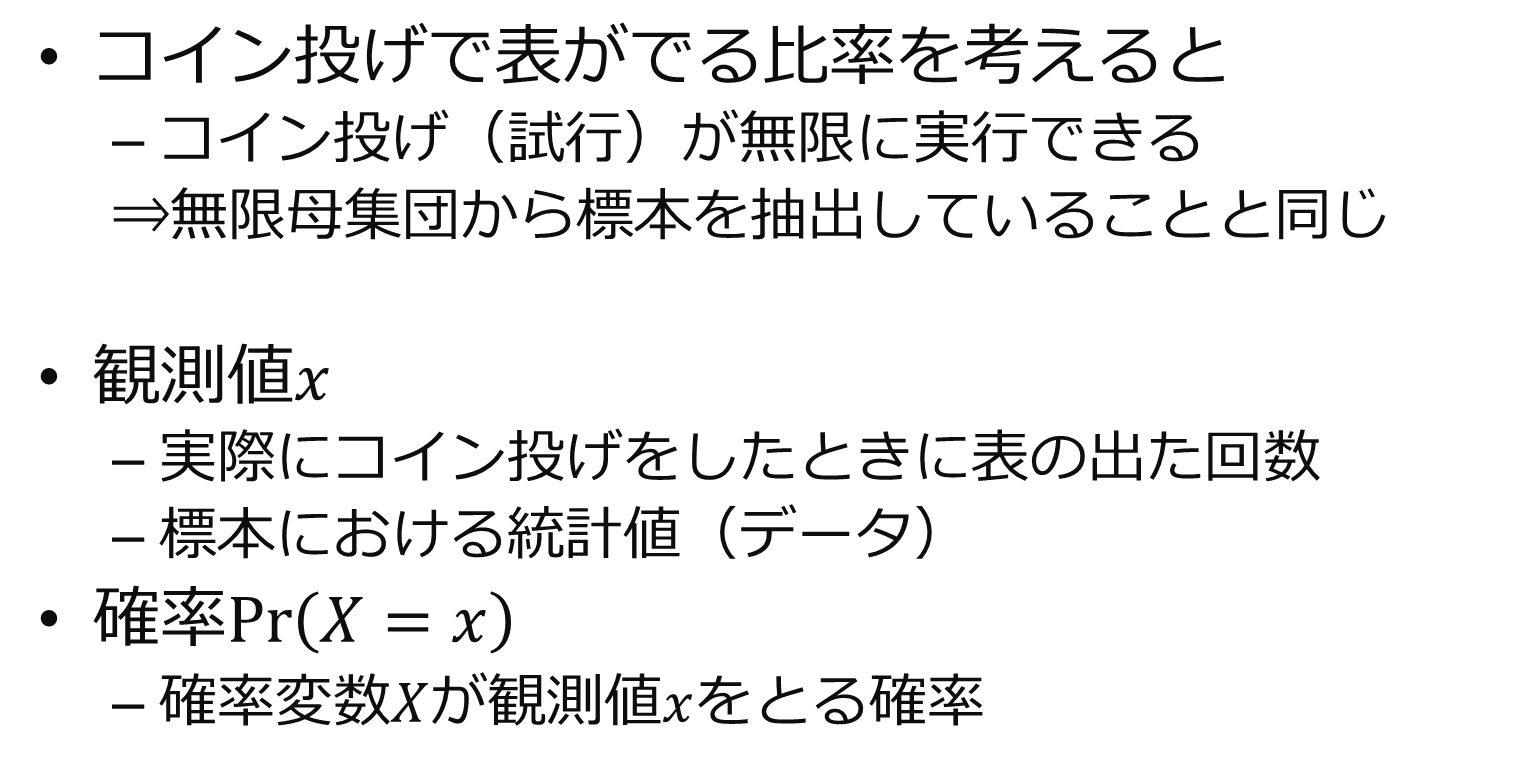 • コイン投げで表がでる比率を考えると
– コイン投げ（試行）が無限に実行できる
⇒無限母集団から標本を抽出していることと同じ
• 観測値x
– 実際にコイン投げをしたときに表の出た回数
– 標本における統計値（データ）
• 確率Pr(X = x)
– 確率変数Xが観測値xをとる確率